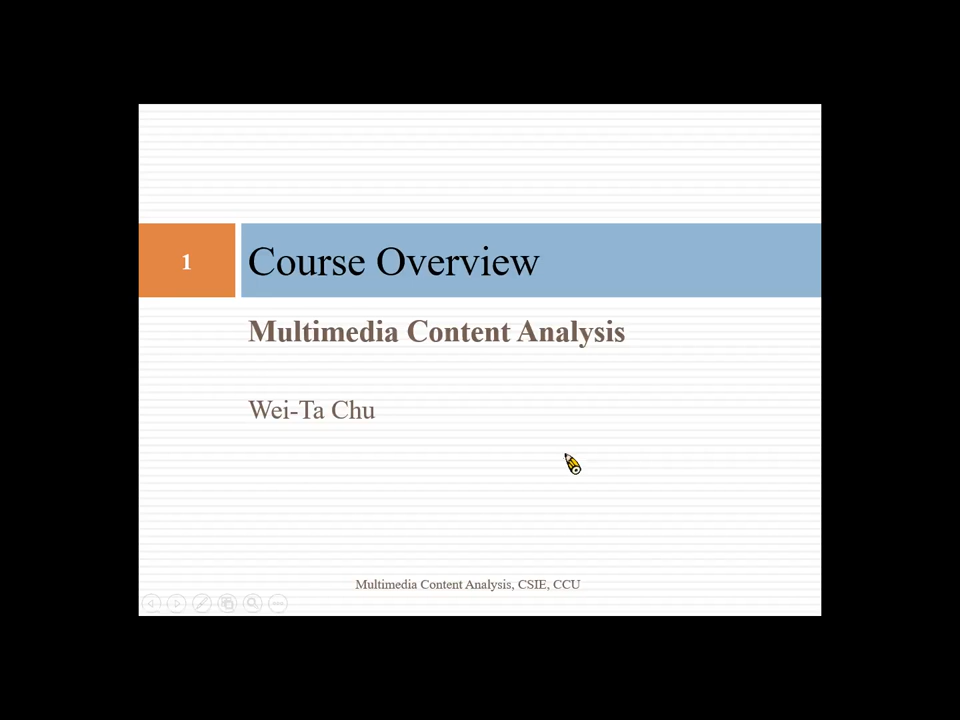 1
Course Overview
Multimedia Content Analysis
Wei-Ta Chu
Multimedia Content Analysis, CSIE, CCU